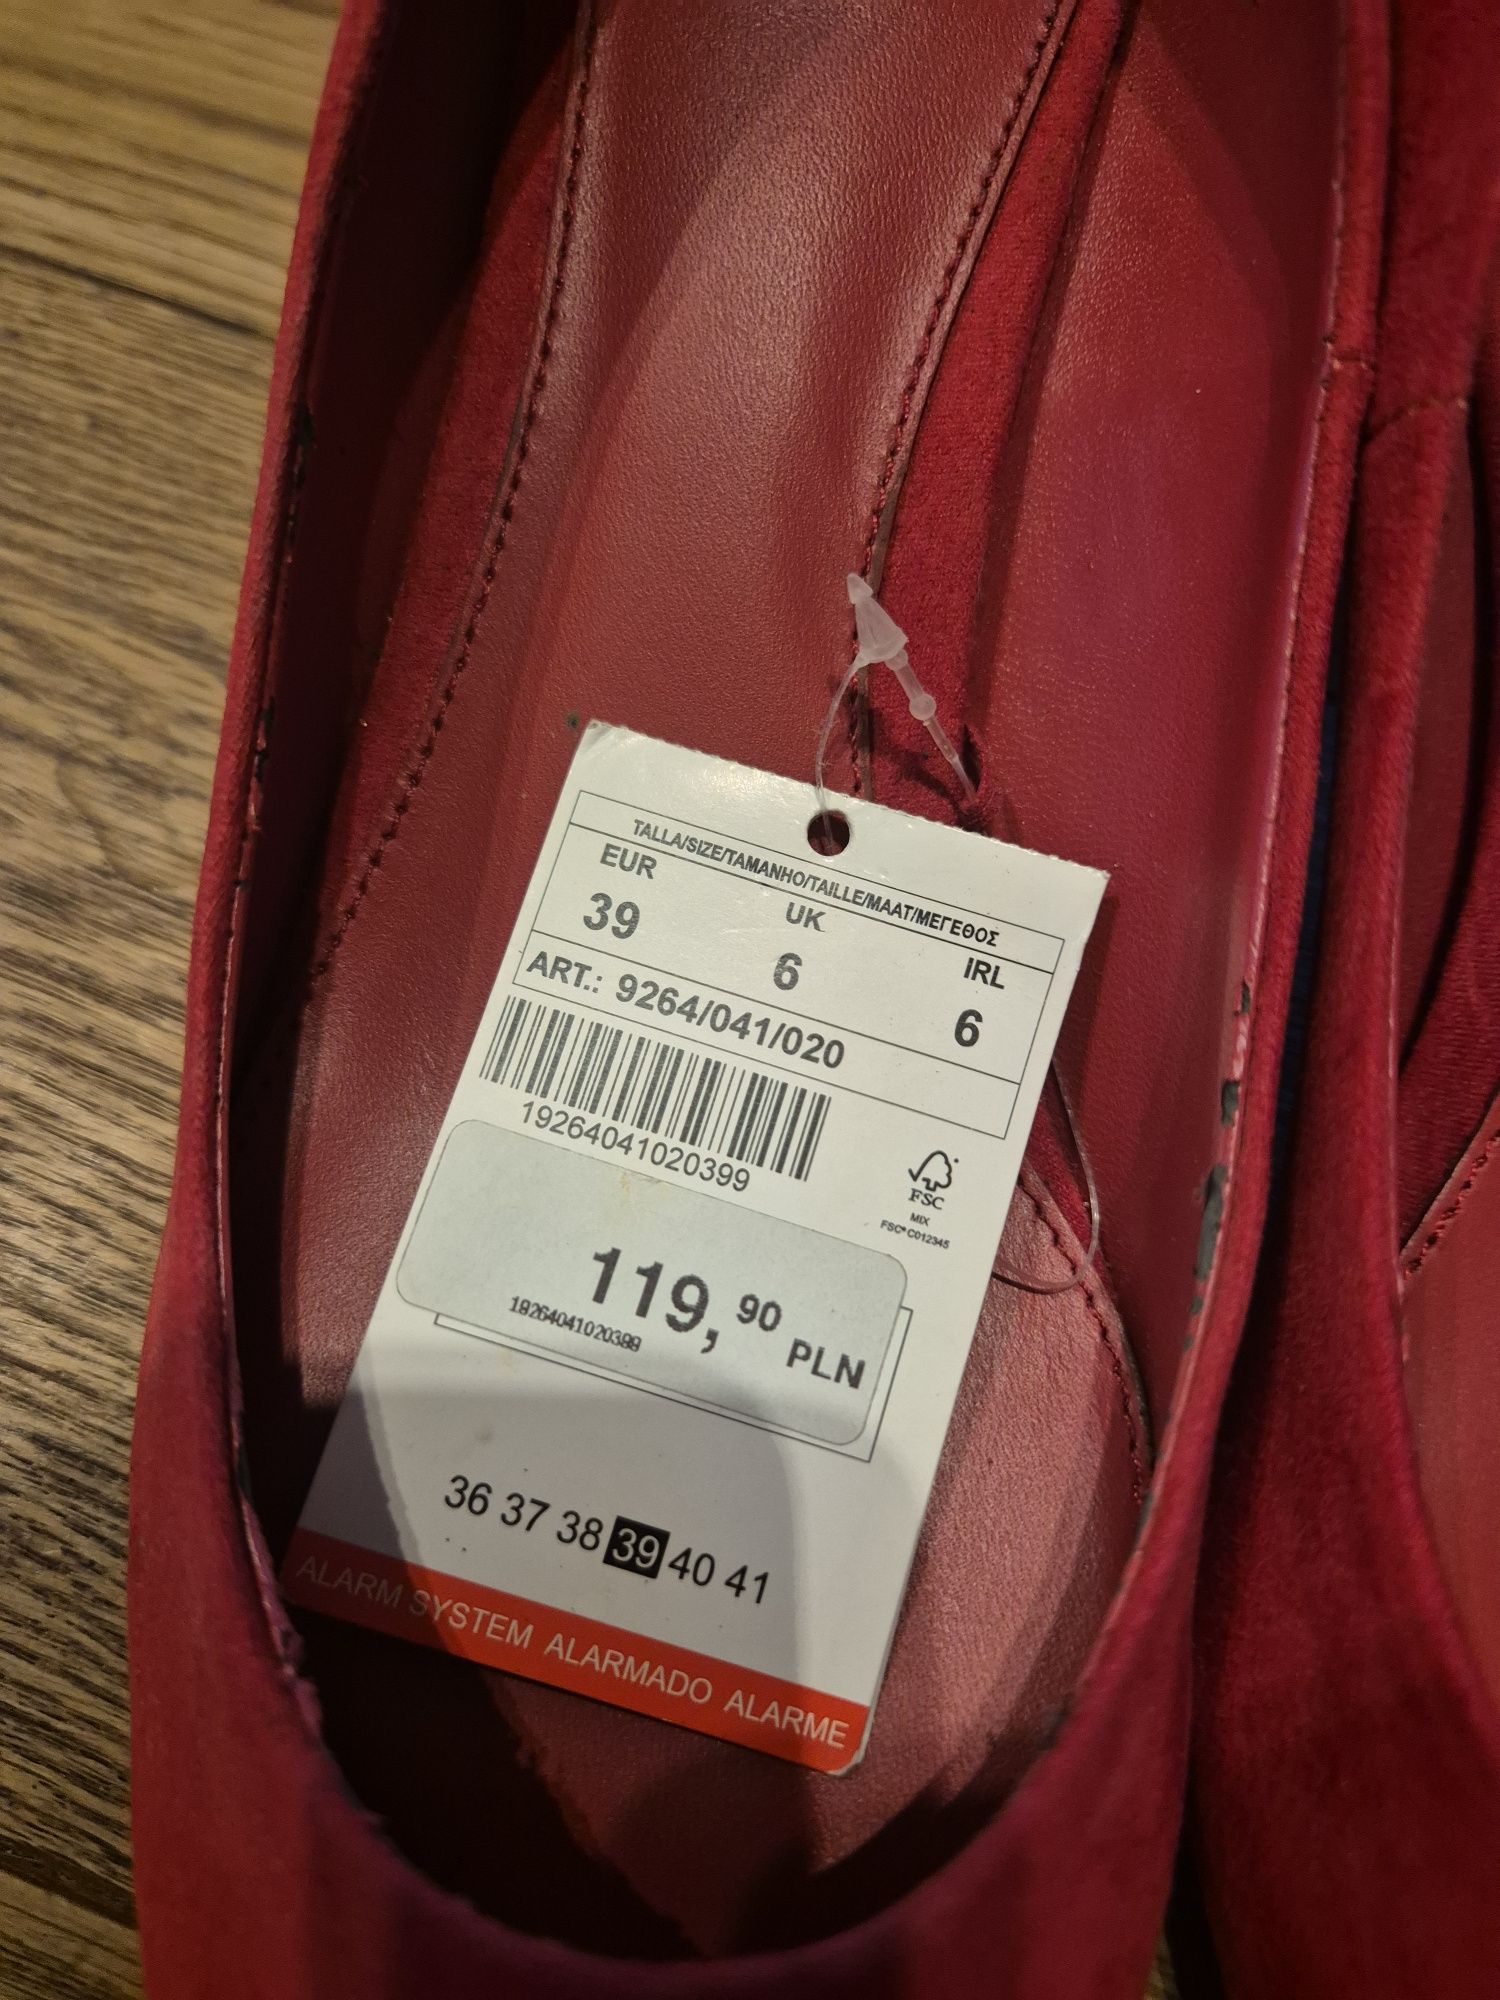 TALLA/SIZE/TAMANHO/TAILLE/MAAT/ΜΕΓΕΘΟΣ
EUR UK IRL
39 6 6
ART.: 9264/041/020
19264041020399
FSC
MIX
FSC® C012345
119,90 PLN
19264041020399
36 37 38 39 40 41
ALARM SYSTEM ALARMADO ALARME